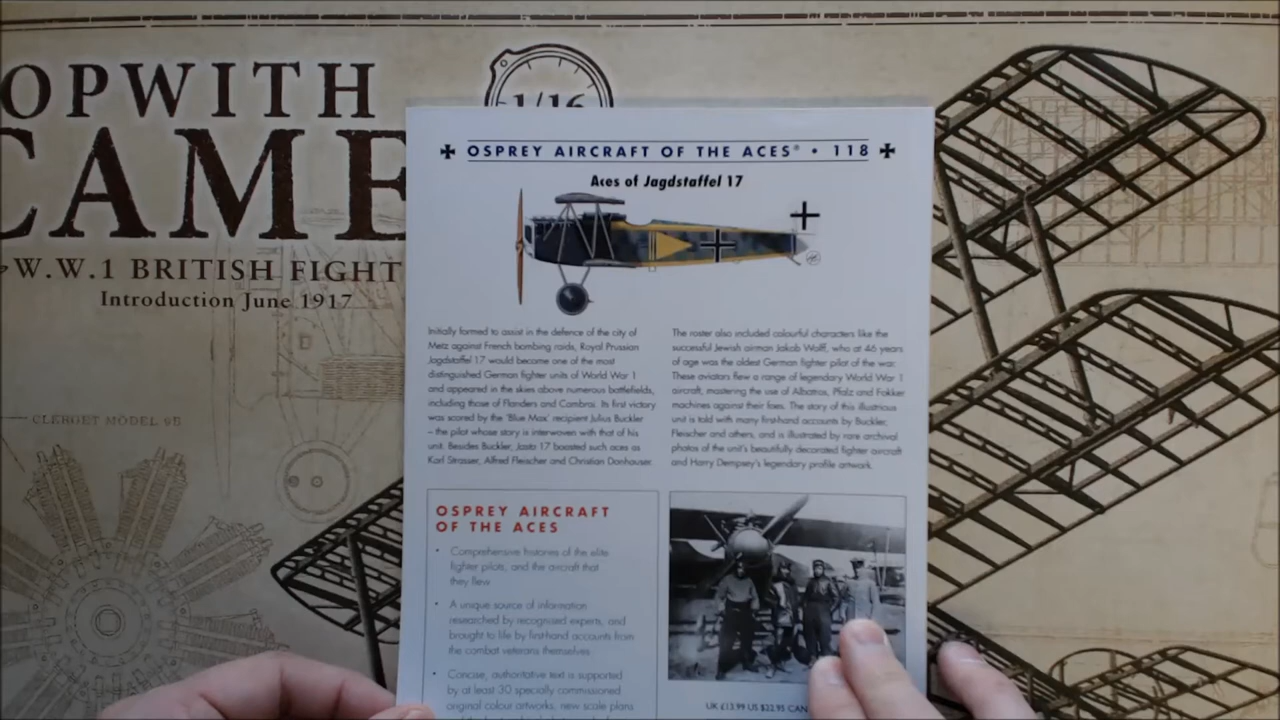 OPWITH
CAME
W.W.1 BRITISH FIGHT
Introduction June 1917
1/16
CLERGET MODEL 9B
OSPREY AIRCRAFT OF THE ACES® • 118
Aces of Jagdstaffel 17
Initially formed to assist in the defence of the city of
Metz against French bombing raids, Royal Prussian
Jagdstaffel 17 would become one of the most
distinguished German fighter units of World War 1
and appeared in the skies above numerous battlefields,
including those of Flanders and Cambrai. Its first victory
was scored by the 'Blue Max' recipient Julius Buckler
– the pilot whose story is interwoven with that of his
unit. Besides Buckler, Jasta 17 boasted such aces as
Karl Strasser, Alfred Fleischer and Christian Donhauser.
The roster also included colourful characters like the
successful Jewish airman Jakob Wolff, who at 46 years
of age was the oldest German fighter pilot of the war.
These aviators flew a range of legendary World War 1
aircraft, mastering the use of Albatros, Pfalz and Fokker
machines against their foes. The story of this illustrious
unit is told with many first-hand accounts by Buckler,
Fleischer and others, and is illustrated by rare archival
photos of the unit's beautifully decorated fighter aircraft
and Harry Dempsey's legendary profile artwork.
OSPREY AIRCRAFT
OF THE ACES
• Comprehensive histories of the elite
fighter pilots, and the aircraft that
they flew
• A unique source of information
researched by recognised experts, and
brought to life by first-hand accounts from
the combat veterans themselves
• Concise, authoritative text is supported
by at least 30 specially commissioned
original colour artworks, new scale plans
UK £13.99 US $22.95 CAN